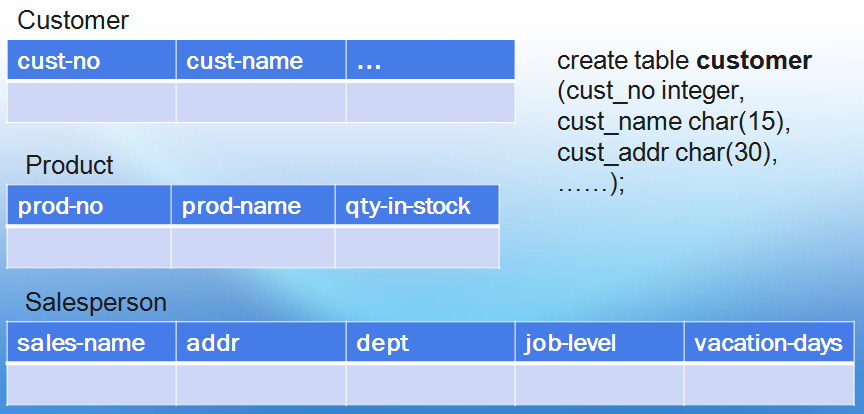 Customer
cust-no cust-name ...
create table customer
(cust_no integer,
cust_name char(15),
cust_addr char(30),
……);
Product
prod-no prod-name qty-in-stock
Salesperson
sales-name addr dept job-level vacation-days